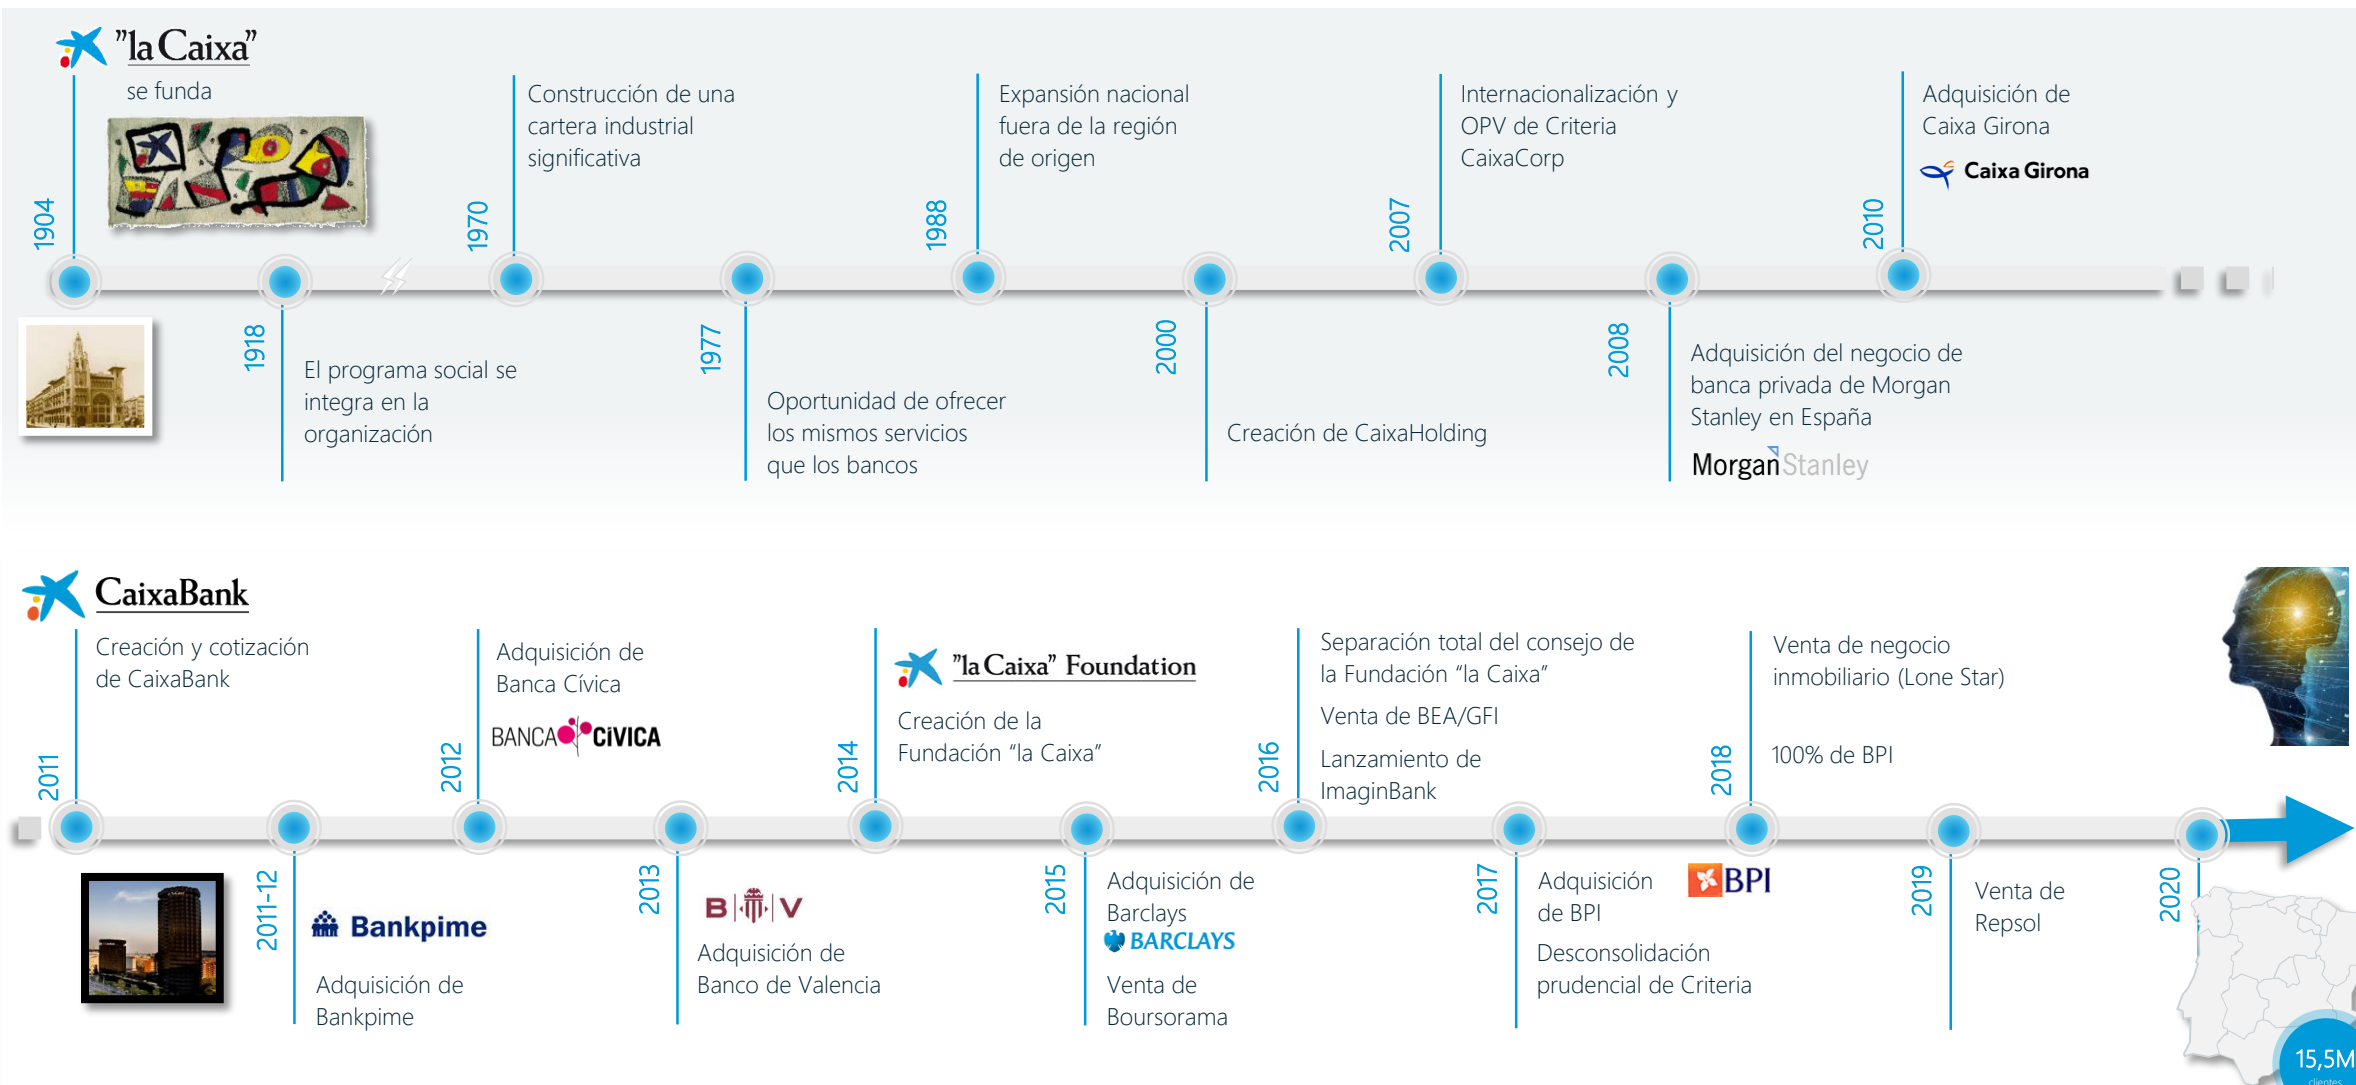 "la Caixa"
se funda
1904
1918
El programa social se
integra en la
organización
1970
Construcción de una
cartera industrial
significativa
1977
Oportunidad de ofrecer
los mismos servicios
que los bancos
1988
Expansión nacional
fuera de la región
de origen
2000
Creación de CaixaHolding
2007
Internacionalización y
OPV de Criteria
CaixaCorp
2008
Adquisición del negocio de
banca privada de Morgan
Stanley en España
Morgan Stanley
2010
Adquisición de
Caixa Girona
Caixa Girona
CaixaBank
2011
Creación y cotización
de CaixaBank
2011-12
Bankpime
Adquisición de
Bankpime
2012
Adquisición de
Banca Cívica
BANCA CÍVICA
2013
B V
Adquisición de
Banco de Valencia
2014
"la Caixa" Foundation
Creación de la
Fundación "la Caixa"
2015
Adquisición de
Barclays
BARCLAYS
Venta de
Boursorama
2016
Separación total del consejo de
la Fundación "la Caixa"
Venta de BEA/GFI
Lanzamiento de
ImaginBank
2017
Adquisición
de BPI
BPI
Desconsolidación
prudencial de Criteria
2018
Venta de negocio
inmobiliario (Lone Star)
100% de BPI
2019
Venta de
Repsol
2020
15,5M
clientes